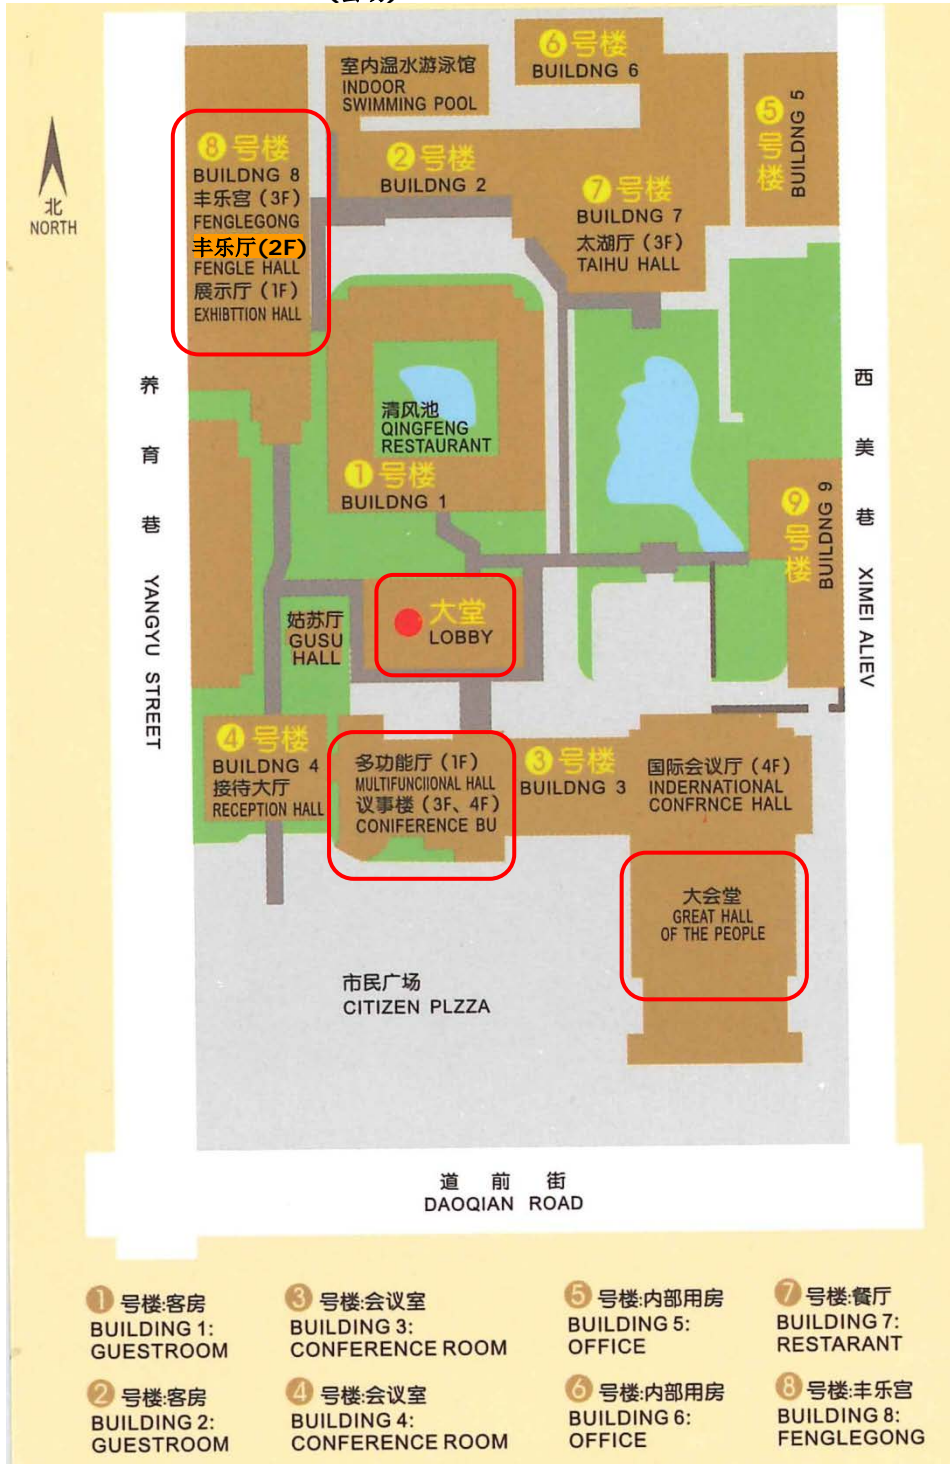 6号楼
BUILDNG 6
室内温水游泳馆
INDOOR
SWIMMING POOL
5号楼
BUILDNG 5
8号楼
BUILDNG 8
丰乐宫（3F）
FENGLEGONG
丰乐厅(2F)
FENGLE HALL
展示厅（1F）
EXHIBTTION HALL
2号楼
BUILDNG 2
7号楼
BUILDNG 7
太湖厅（3F）
TAIHU HALL
北
NORTH
清风池
QINGFENG
RESTAURANT
1号楼
BUILDNG 1
养育巷 YANGYU STREET
西美巷 XIMEI ALIEV
9号楼
BUILDNG 9
姑苏厅
GUSU
HALL
大堂
LOBBY
4号楼
BUILDNG 4
接待大厅
RECEPTION HALL
多功能厅（1F）
MULTIFUNCIIONAL HALL
议事楼（3F、4F）
CONIFERENCE BU
3号楼
BUILDNG 3
国际会议厅（4F）
INDERNATIONAL
CONFRNCE HALL
大会堂
GREAT HALL
OF THE PEOPLE
市民广场
CITIZEN PLZZA
道前街
DAOQIAN ROAD
1号楼:客房
BUILDING 1:
GUESTROOM
3号楼:会议室
BUILDING 3:
CONFERENCE ROOM
5号楼:内部用房
BUILDING 5:
OFFICE
7号楼:餐厅
BUILDING 7:
RESTARANT
2号楼:客房
BUILDING 2:
GUESTROOM
4号楼:会议室
BUILDING 4:
CONFERENCE ROOM
6号楼:内部用房
BUILDING 6:
OFFICE
8号楼:丰乐宫
BUILDING 8:
FENGLEGONG